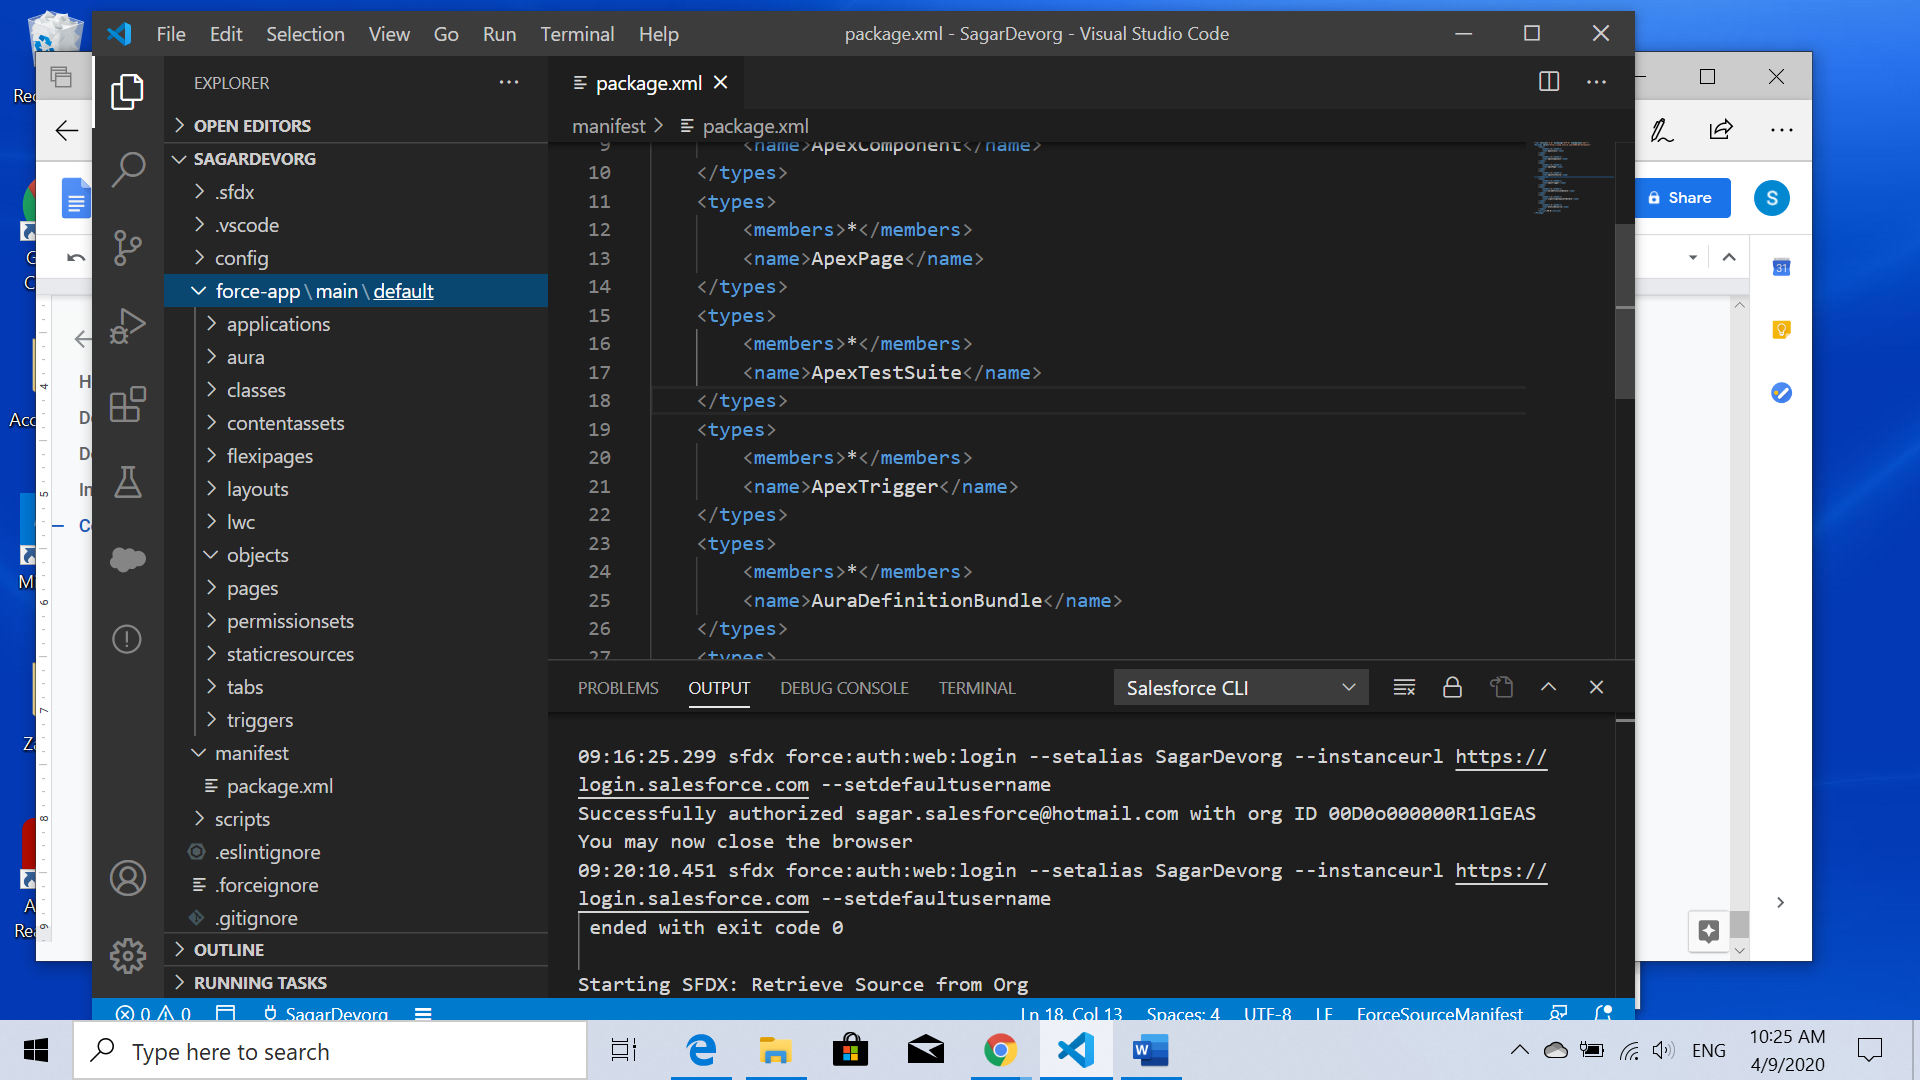 File Edit Selection View Go Run Terminal Help
package.xml - SagarDevorg - Visual Studio Code
EXPLORER
OPEN EDITORS
SAGARDEVORG
.sfdx
.vscode
config
force-app\main\default
applications
aura
classes
contentassets
flexipages
layouts
lwc
objects
pages
permissionsets
staticresources
tabs
triggers
manifest
package.xml
scripts
.eslintignore
.forceignore
.gitignore
OUTLINE
RUNNING TASKS
package.xml
manifest > package.xml
9 <name>ApexComponent</name>
10 </types>
11 <types>
12 <members>*</members>
13 <name>ApexPage</name>
14 </types>
15 <types>
16 <members>*</members>
17 <name>ApexTestSuite</name>
18 </types>
19 <types>
20 <members>*</members>
21 <name>ApexTrigger</name>
22 </types>
23 <types>
24 <members>*</members>
25 <name>AuraDefinitionBundle</name>
26 </types>
27 <types>
PROBLEMS OUTPUT DEBUG CONSOLE TERMINAL
Salesforce CLI
09:16:25.299 sfdx force:auth:web:login --setalias SagarDevorg --instanceurl https://
login.salesforce.com --setdefaultusername
Successfully authorized sagar.salesforce@hotmail.com with org ID 00D0o000000R1lGEAS
You may now close the browser
09:20:10.451 sfdx force:auth:web:login --setalias SagarDevorg --instanceurl https://
login.salesforce.com --setdefaultusername
ended with exit code 0
Starting SFDX: Retrieve Source from Org
0 0 SagarDevorg
Ln 18, Col 13 Spaces: 4 UTF-8 LF ForceSourceManifest
Share
S
31
4
5
6
7
8
9
Type here to search
ENG
10:25 AM
4/9/2020